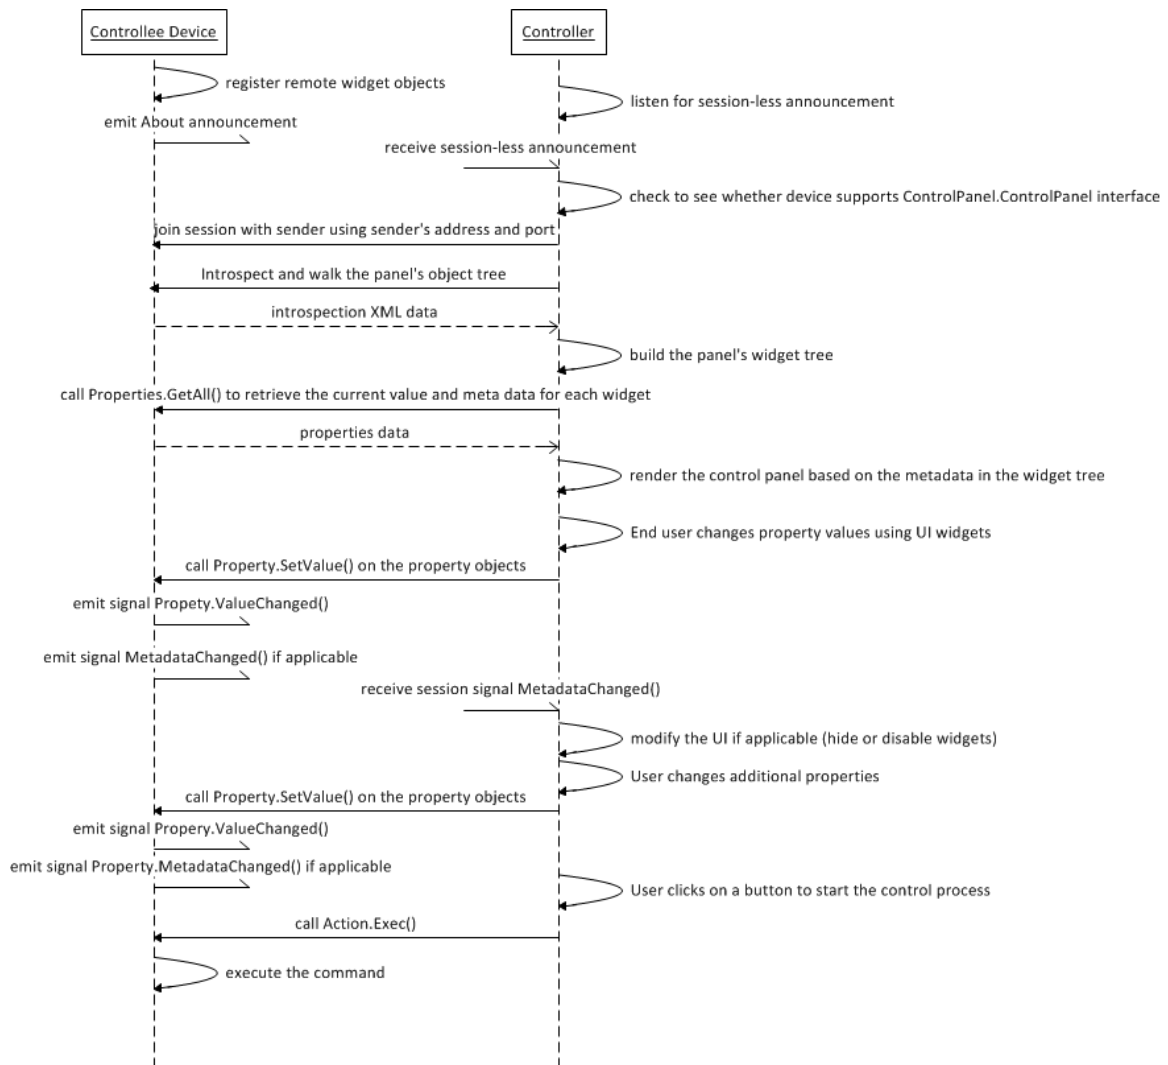 Controllee Device
Controller
register remote widget objects
listen for session-less announcement
emit About announcement
receive session-less announcement
check to see whether device supports ControlPanel.ControlPanel interface
join session with sender using sender's address and port
Introspect and walk the panel's object tree
introspection XML data
build the panel's widget tree
call Properties.GetAll() to retrieve the current value and meta data for each widget
properties data
render the control panel based on the metadata in the widget tree
End user changes property values using UI widgets
call Property.SetValue() on the property objects
emit signal Propety.ValueChanged()
emit signal MetadataChanged() if applicable
receive session signal MetadataChanged()
modify the UI if applicable (hide or disable widgets)
User changes additional properties
call Property.SetValue() on the property objects
emit signal Propery.ValueChanged()
emit signal Property.MetadataChanged() if applicable
User clicks on a button to start the control process
call Action.Exec()
execute the command